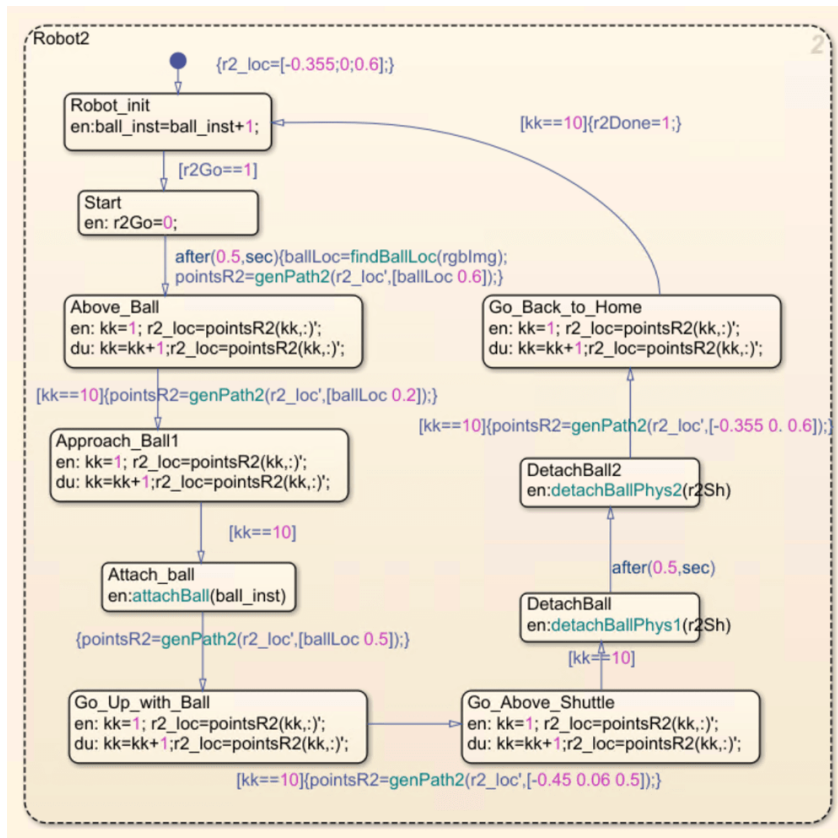 Robot2
2
{r2_loc=[-0.355;0;0.6];}
Robot_init
en:ball_inst=ball_inst+1;
[kk==10]{r2Done=1;}
[r2Go==1]
Start
en: r2Go=0;
after(0.5,sec){ballLoc=findBallLoc(rgbImg);
pointsR2=genPath2(r2_loc',[ballLoc 0.6]);}
Above_Ball
en: kk=1; r2_loc=pointsR2(kk,:)';
du: kk=kk+1;r2_loc=pointsR2(kk,:)';
[kk==10]{pointsR2=genPath2(r2_loc',[ballLoc 0.2]);}
Approach_Ball1
en: kk=1; r2_loc=pointsR2(kk,:)';
du: kk=kk+1;r2_loc=pointsR2(kk,:)';
[kk==10]
Attach_ball
en:attachBall(ball_inst)
{pointsR2=genPath2(r2_loc',[ballLoc 0.5]);}
Go_Up_with_Ball
en: kk=1; r2_loc=pointsR2(kk,:)';
du: kk=kk+1;r2_loc=pointsR2(kk,:)';
[kk==10]{pointsR2=genPath2(r2_loc',[-0.45 0.06 0.5]);}
Go_Above_Shuttle
en: kk=1; r2_loc=pointsR2(kk,:)';
du: kk=kk+1;r2_loc=pointsR2(kk,:)';
[kk==10]
DetachBall
en:detachBallPhys1(r2Sh)
after(0.5,sec)
DetachBall2
en:detachBallPhys2(r2Sh)
[kk==10]{pointsR2=genPath2(r2_loc',[-0.355 0. 0.6]);}
Go_Back_to_Home
en: kk=1; r2_loc=pointsR2(kk,:)';
du: kk=kk+1;r2_loc=pointsR2(kk,:)';